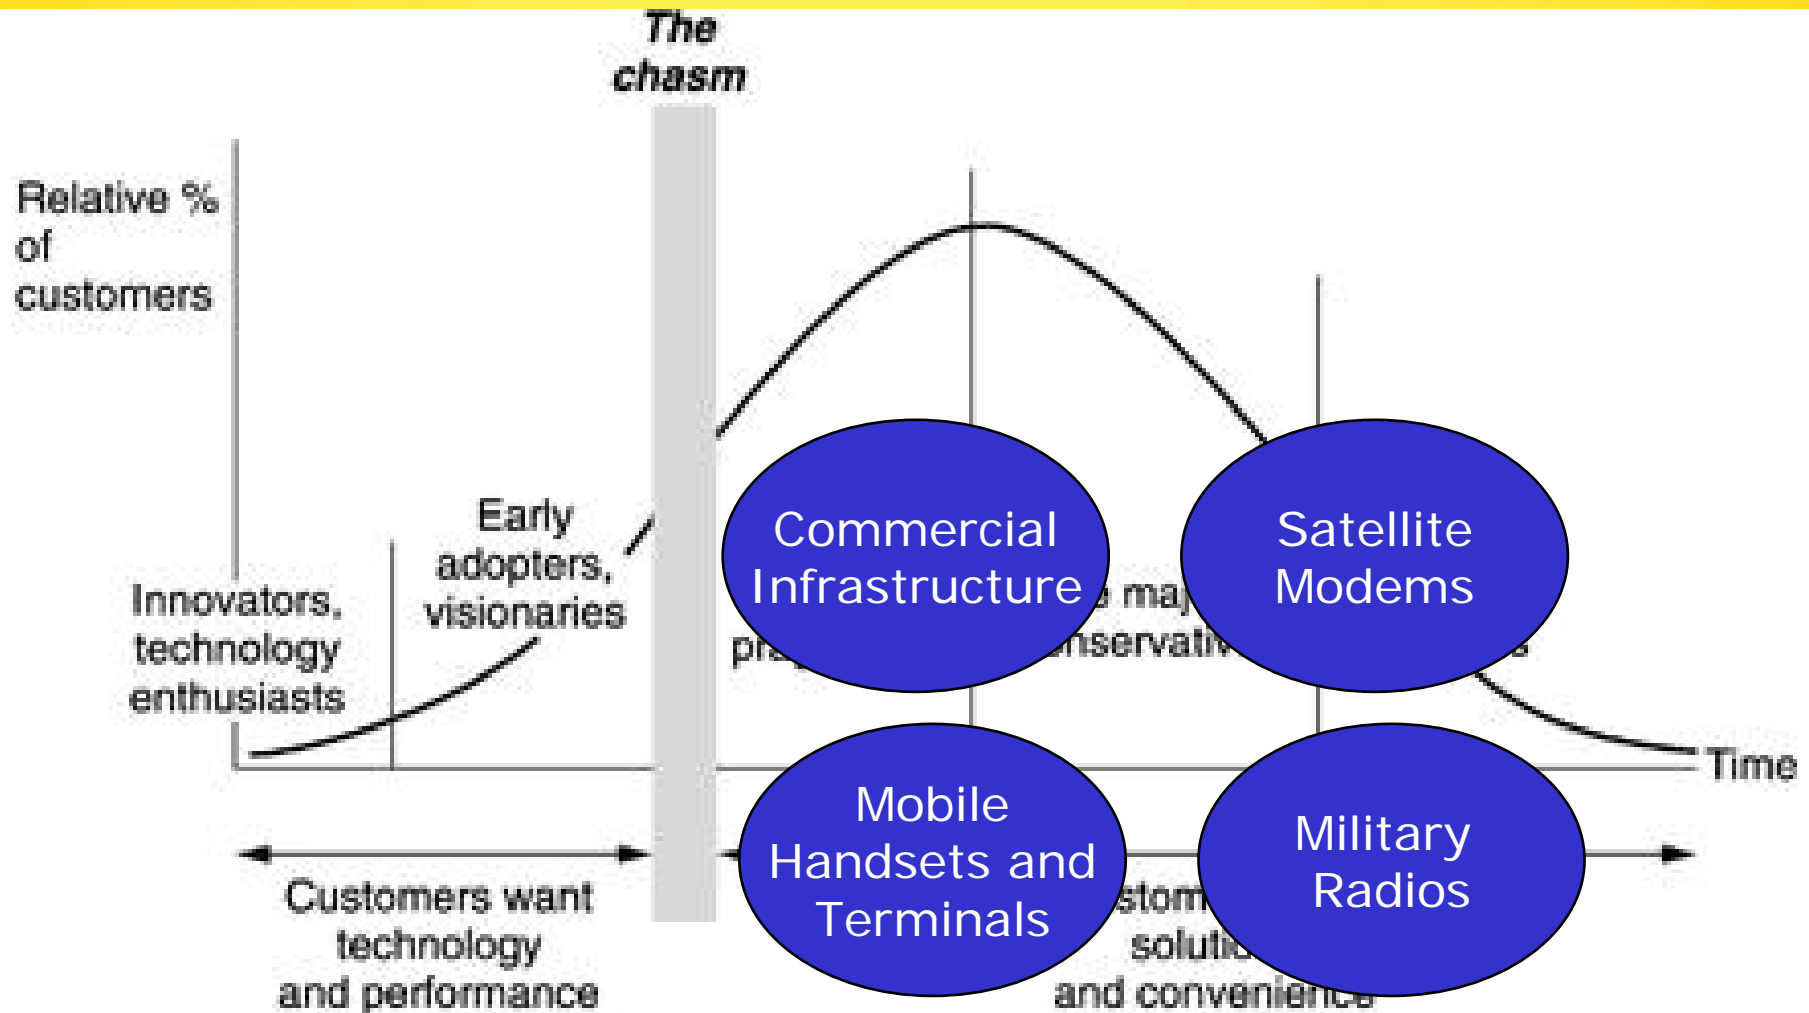 The
chasm
Relative %
of
customers
Early
adopters,
visionaries
Innovators,
technology
enthusiasts
Commercial
Infrastructure
Satellite
Modems
Time
Mobile
Handsets and
Terminals
Military
Radios
Customers want
technology
and performance
and convenience